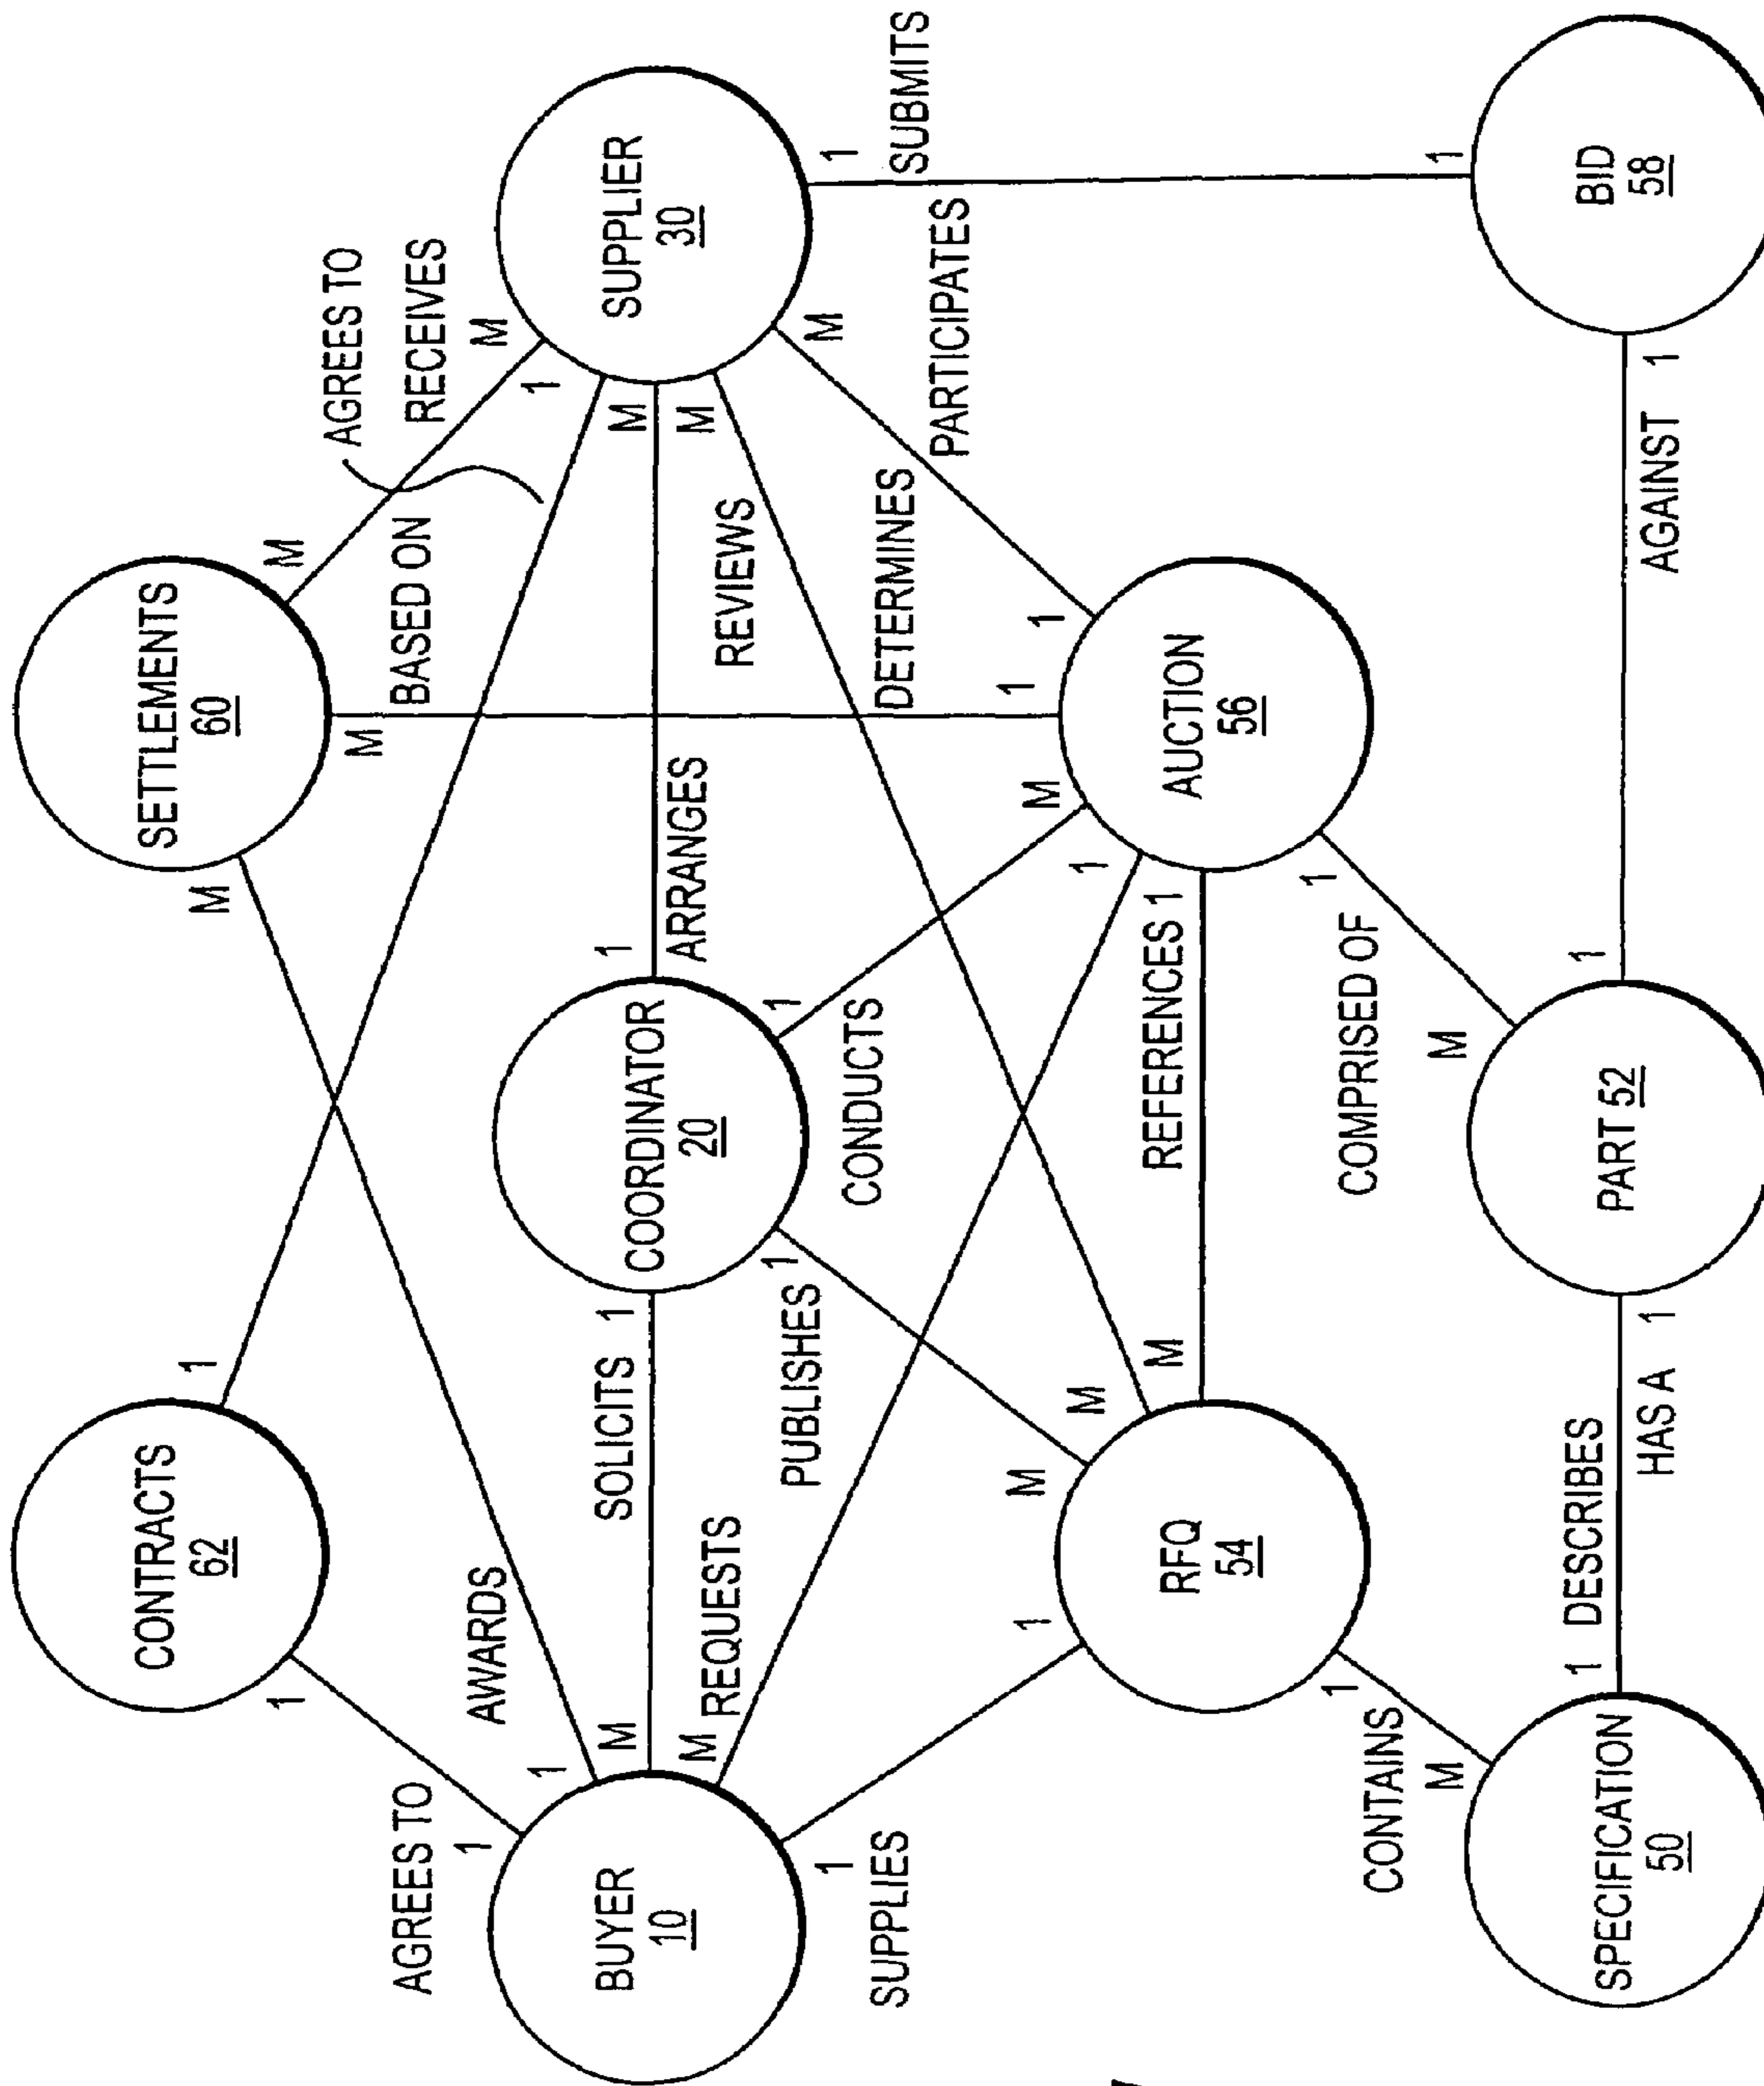 CONTRACTS
62
SETTLEMENTS
60
1
1
M
M
M
AGREES TO
AGREES TO
RECEIVES
BASED ON
M
1
AWARDS
1
1
M
BUYER
10
M
SOLICITS 1
COORDINATOR
20
1
ARRANGES
M
M
SUPPLIER
30
M REQUESTS
REVIEWS
1
SUPPLIES
PUBLISHES
1
1
CONDUCTS
DETERMINES
M
1
SUBMITS
PARTICIPATES
1
M
M
M
1
1
1
RFQ
54
M
REFERENCES 1
AUCTION
56
1
CONTAINS
M
COMPRISED OF
1
M
SPECIFICATION
50
1 DESCRIBES
HAS A 1
PART 52
1
AGAINST 1
1
BID
58